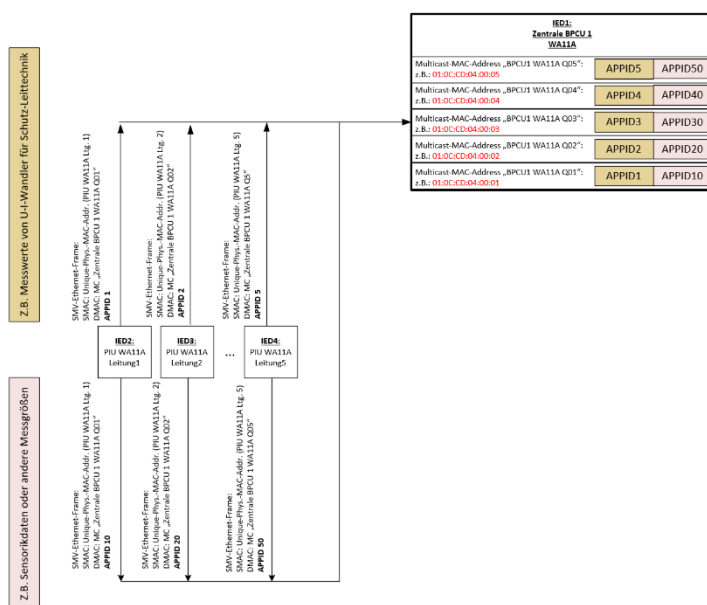 IED1:
Zentrale BPCU 1
WA11A
Multicast-MAC-Address „BPCU1 WA11A Q05“:
z.B.: 01:0C:CD:04:00:05
APPID5
APPID50
Multicast-MAC-Address „BPCU1 WA11A Q04“:
z.B.: 01:0C:CD:04:00:04
APPID4
APPID40
Multicast-MAC-Address „BPCU1 WA11A Q03“:
z.B.: 01:0C:CD:04:00:03
APPID3
APPID30
Multicast-MAC-Address „BPCU1 WA11A Q02“:
z.B.: 01:0C:CD:04:00:02
APPID2
APPID20
Multicast-MAC-Address „BPCU1 WA11A Q01“:
z.B.: 01:0C:CD:04:00:01
APPID1
APPID10
Z.B. Messwerte von U-I-Wandler für Schutz-Leittechnik
SMV-Ethernet-Frame:
SMAC: Unique-Phys.-MAC-Addr. (PIU WA11A Ltg. 1)
DMAC: MC „Zentrale BPCU 1 WA11A Q01“
APPID 1
SMV-Ethernet-Frame:
SMAC: Unique-Phys.-MAC-Addr. (PIU WA11A Ltg. 2)
DMAC: MC „Zentrale BPCU 1 WA11A Q02“
APPID 2
SMV-Ethernet-Frame:
SMAC: Unique-Phys.-MAC-Addr. (PIU WA11A Ltg. 5)
DMAC: MC „Zentrale BPCU 1 WA11A Q5“
APPID 5
IED2:
PIU WA11A
Leitung1
IED3:
PIU WA11A
Leitung2
...
IED4:
PIU WA11A
Leitung5
Z.B. Sensorikdaten oder andere Messgrößen
SMV-Ethernet-Frame:
SMAC: Unique-Phys.-MAC-Addr. (PIU WA11A Ltg. 1)
DMAC: MC „Zentrale BPCU 1 WA11A Q01“
APPID 10
SMV-Ethernet-Frame:
SMAC: Unique-Phys.-MAC-Addr. (PIU WA11A Ltg. 2)
DMAC: MC „Zentrale BPCU 1 WA11A Q02“
APPID 20
SMV-Ethernet-Frame:
SMAC: Unique-Phys.-MAC-Addr. (PIU WA11A Ltg. 5)
DMAC: MC „Zentrale BPCU 1 WA11A Q05“
APPID 50